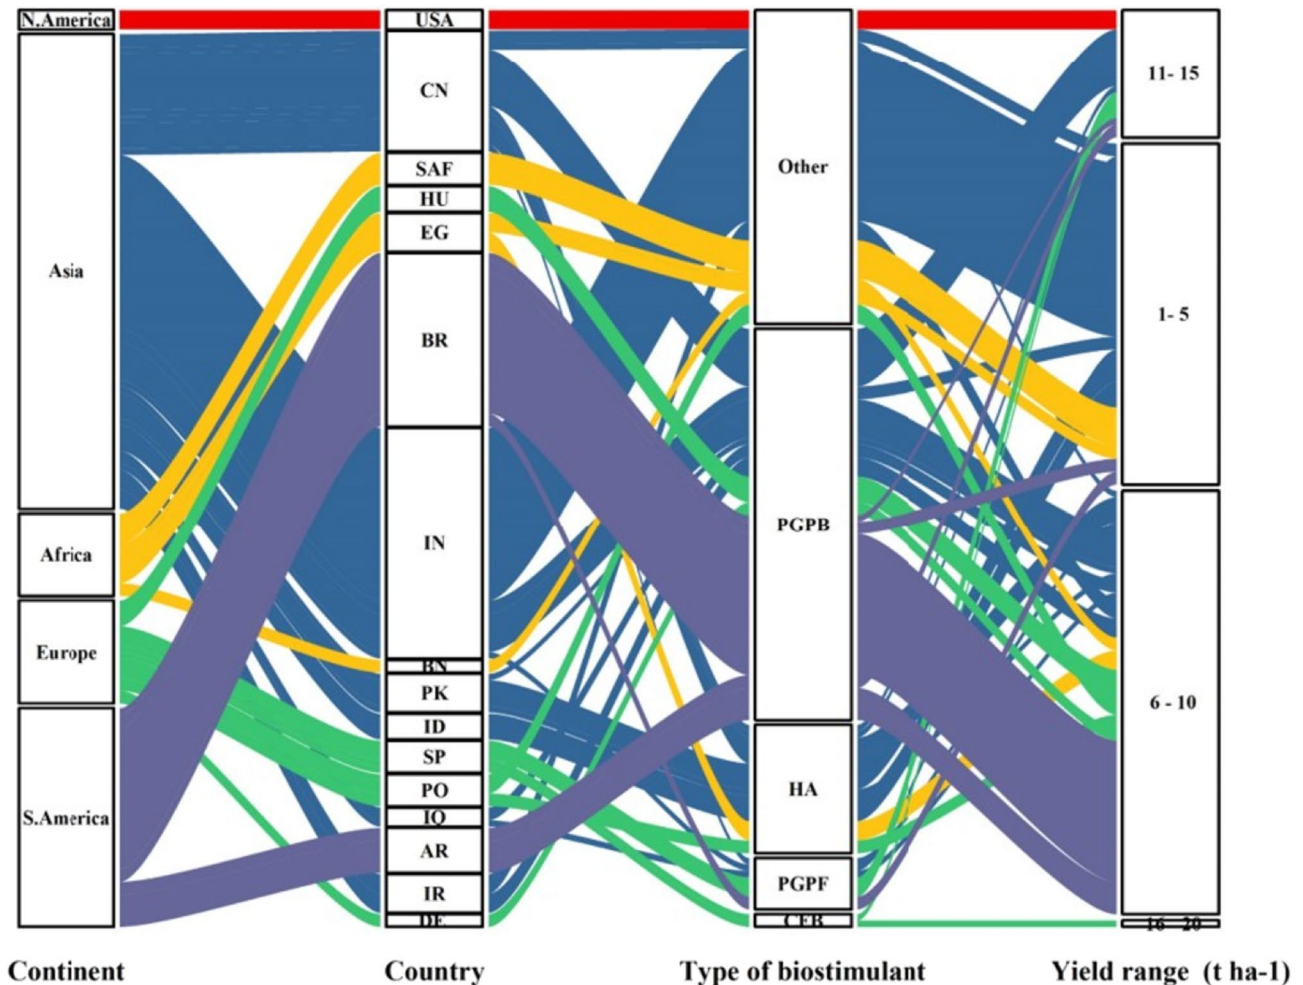 N.America
Asia
Africa
Europe
S.America
USA
CN
SAF
HU
EG
BR
IN
BN
PK
ID
SP
PO
IQ
AR
IR
DE
Other
PGPB
HA
PGPF
CFB
11- 15
1- 5
6 - 10
16 - 20
Continent
Country
Type of biostimulant
Yield range (t ha-1)